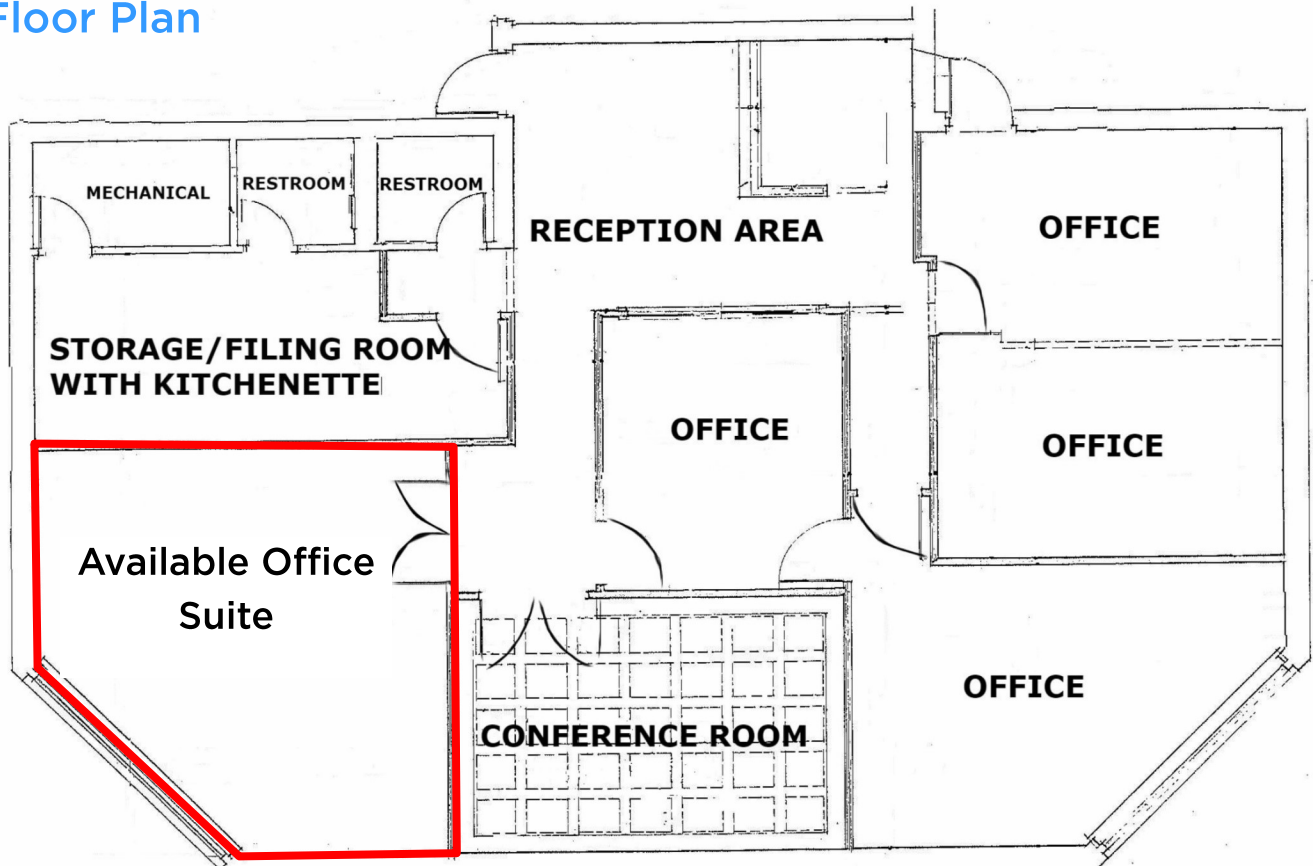 Floor Plan
MECHANICAL
RESTROOM
RESTROOM
RECEPTION AREA
OFFICE
STORAGE/FILING ROOM
WITH KITCHENETTE
OFFICE
OFFICE
Available Office
Suite
OFFICE
CONFERENCE ROOM